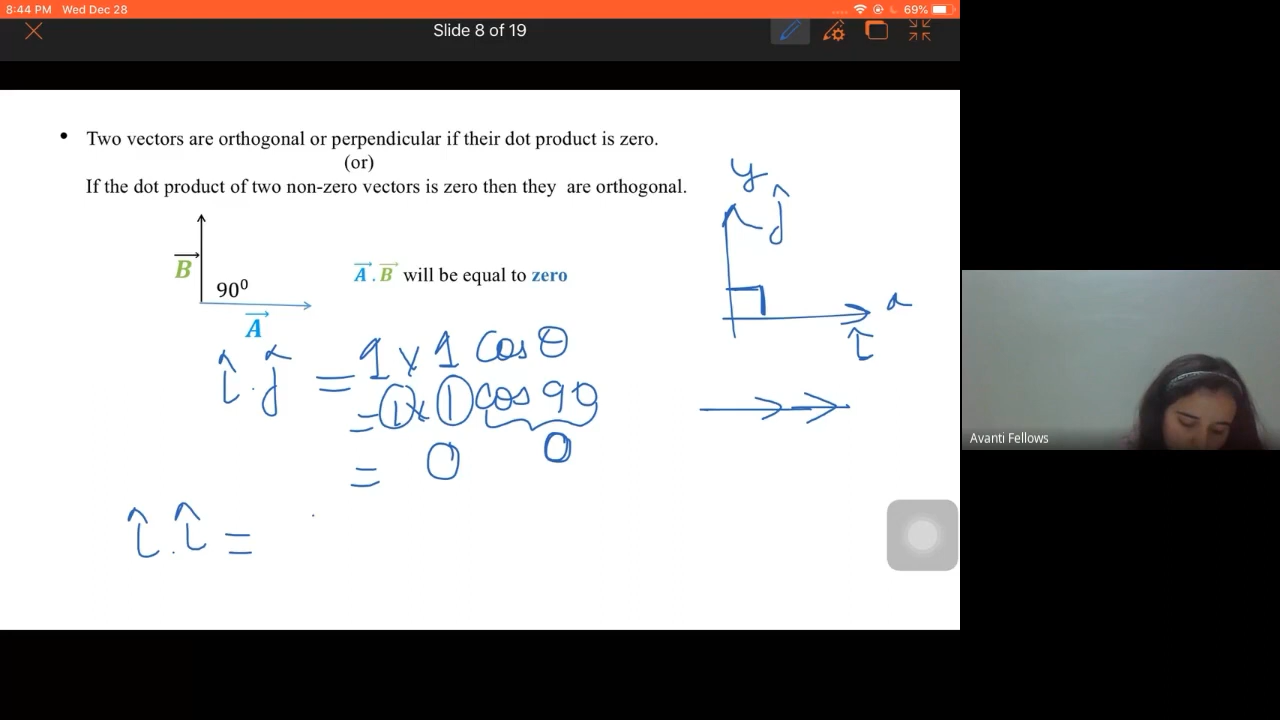 8:44 PM Wed Dec 28
69%
Slide 8 of 19
• Two vectors are orthogonal or perpendicular if their dot product is zero.
(or)
If the dot product of two non-zero vectors is zero then they are orthogonal.
y
ĵ
B⃗
90⁰
A⃗ . B⃗ will be equal to zero
A⃗
x
î
î . ĵ = 1 × 1 cos θ
= 1 × 1 cos 90
= 0
0
î . î =
Avanti Fellows